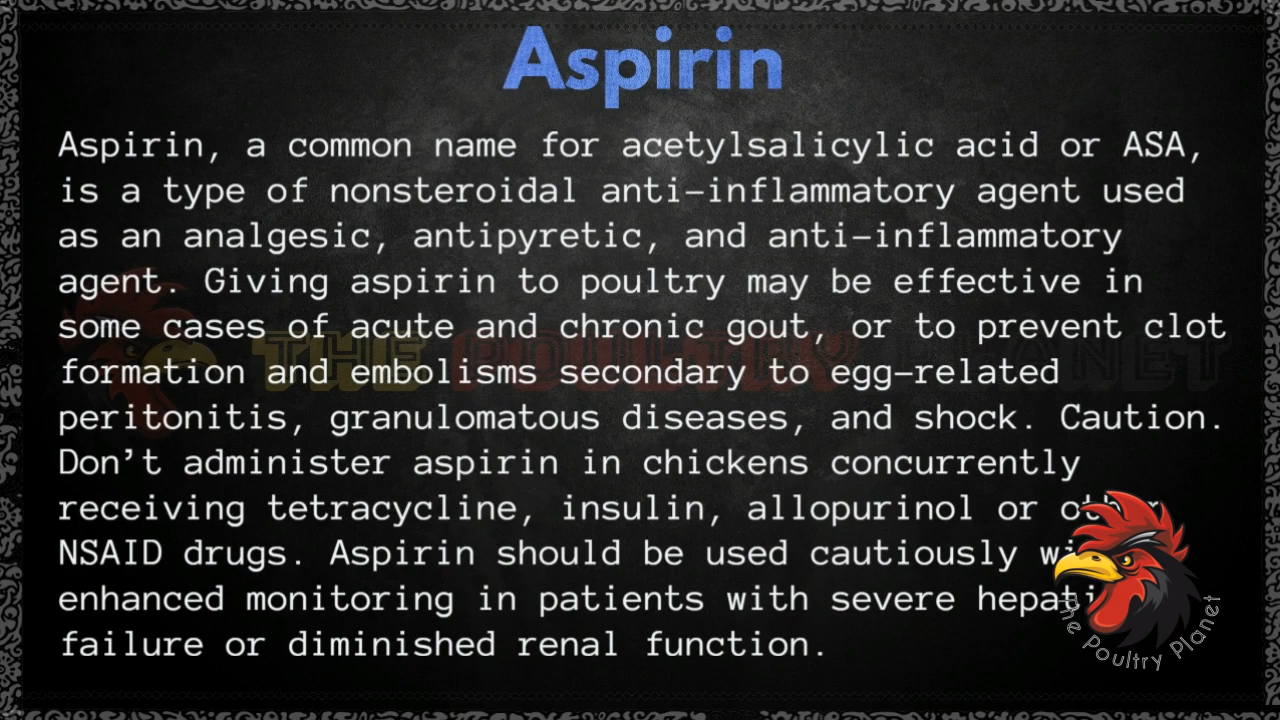 Aspirin
Aspirin, a common name for acetylsalicylic acid or ASA,
is a type of nonsteroidal anti-inflammatory agent used
as an analgesic, antipyretic, and anti-inflammatory
agent. Giving aspirin to poultry may be effective in
some cases of acute and chronic gout, or to prevent clot
formation and embolisms secondary to egg-related
peritonitis, granulomatous diseases, and shock. Caution.
Don't administer aspirin in chickens concurrently
receiving tetracycline, insulin, allopurinol or other
NSAID drugs. Aspirin should be used cautiously
enhanced monitoring in patients with severe
failure or diminished renal function.
THE POULTRY PLANET
The Poultry Planet